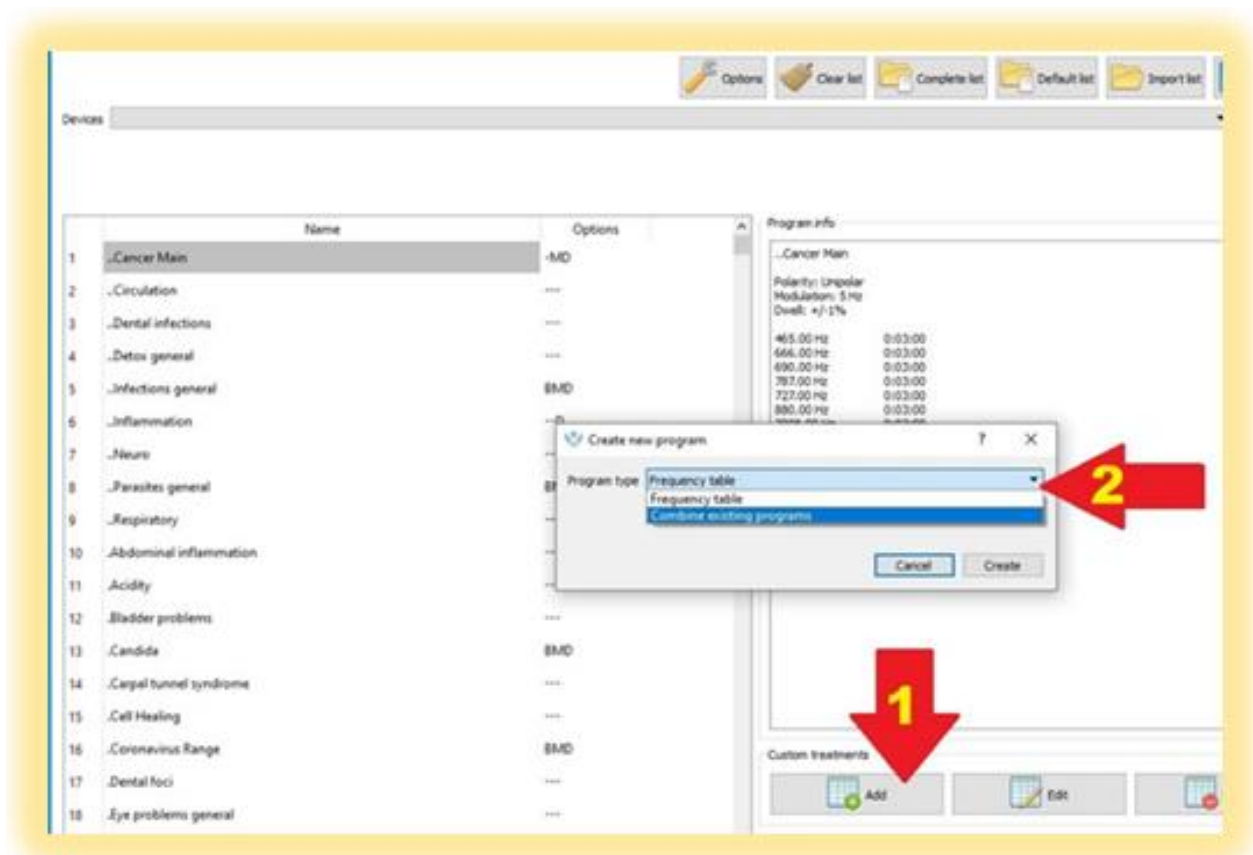 Options Clear list Complete list Default list Import list
Devices
Name Options
1 ..Cancer Main -MD
2 ..Circulation ---
3 ..Dental infections ---
4 ..Detox general ---
5 ..Infections general BMD
6 ..Inflammation --D
7 ..Neuro
8 ..Parasites general
9 ..Respiratory
10 .Abdominal inflammation
11 .Acidity
12 .Bladder problems ---
13 .Candida BMD
14 .Carpal tunnel syndrome ---
15 .Cell Healing ---
16 .Coronavirus Range BMD
17 .Dental foci ---
18 .Eye problems general ---
Program info
..Cancer Main
Polarity: Unipolar
Modulation: 5 Hz
Dwell: +/-1%
465.00 Hz 0:03:00
666.00 Hz 0:03:00
690.00 Hz 0:03:00
787.00 Hz 0:03:00
727.00 Hz 0:03:00
880.00 Hz 0:03:00
Create new program ? X
Program type Frequency table
Frequency table
Combine existing programs
Cancel Create
2
1
Custom treatments
Add Edit